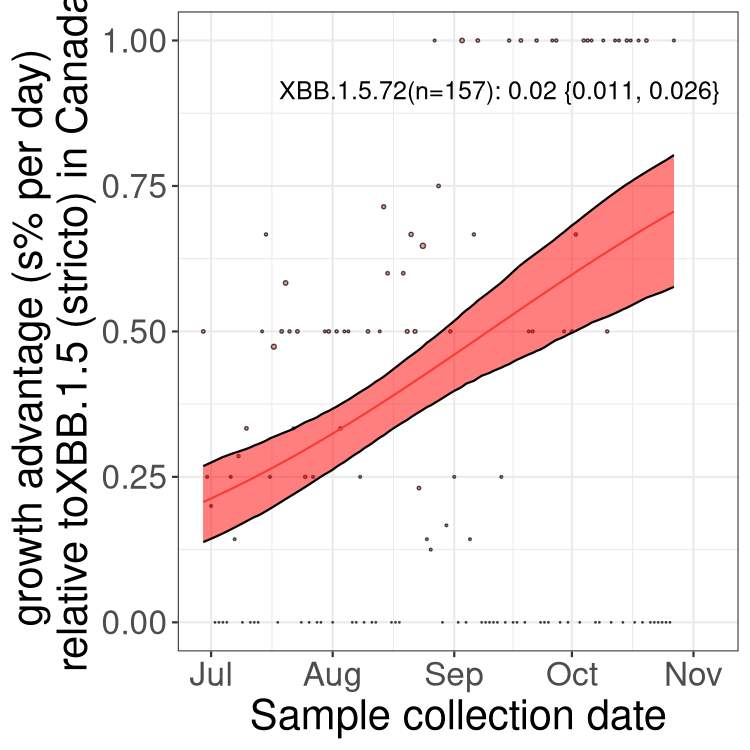 growth advantage (s% per day)
relative toXBB.1.5 (stricto) in Canada
1.00
0.75
0.50
0.25
0.00
XBB.1.5.72(n=157): 0.02 {0.011, 0.026}
Jul Aug Sep Oct Nov
Sample collection date